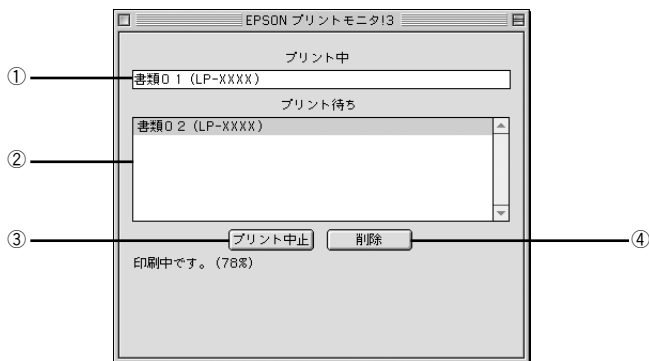 EPSON プリントモニタ!3
プリント中
① 書類０１（LP-XXXX）
プリント待ち
② 書類０２（LP-XXXX）
③ プリント中止 削除 ④
印刷中です。（78%）